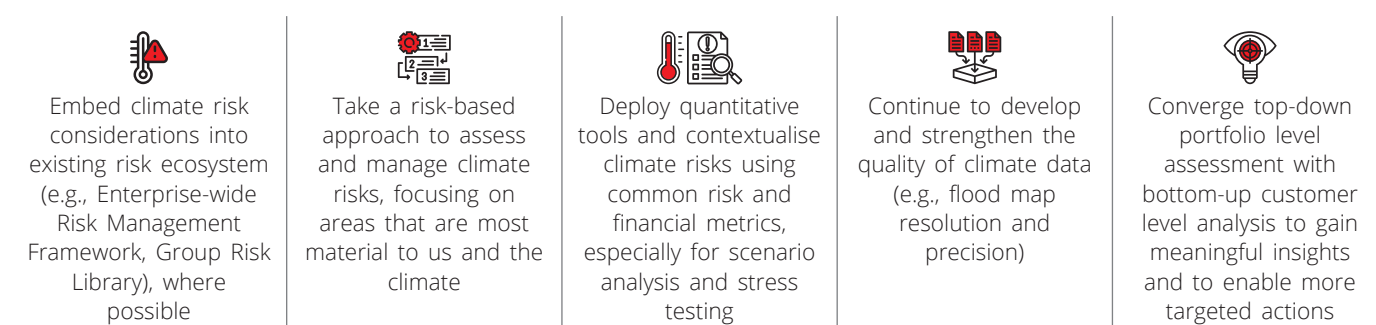 Embed climate risk
considerations into
existing risk ecosystem
(e.g., Enterprise-wide
Risk Management
Framework, Group Risk
Library), where
possible
1
2
3
Take a risk-based
approach to assess
and manage climate
risks, focusing on
areas that are most
material to us and the
climate
Deploy quantitative
tools and contextualise
climate risks using
common risk and
financial metrics,
especially for scenario
analysis and stress
testing
Continue to develop
and strengthen the
quality of climate data
(e.g., flood map
resolution and
precision)
Converge top-down
portfolio level
assessment with
bottom-up customer
level analysis to gain
meaningful insights
and to enable more
targeted actions